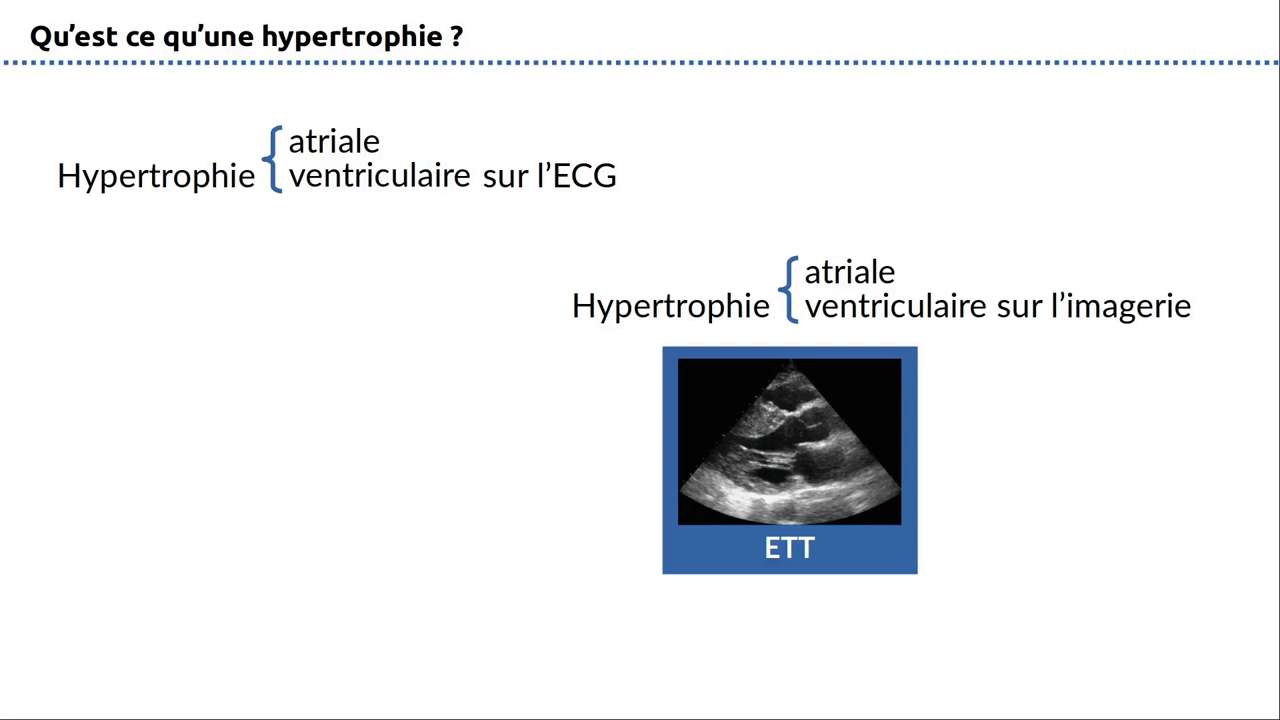 Qu’est ce qu’une hypertrophie ?
atriale
Hypertrophie ventriculaire sur l’ECG
atriale
Hypertrophie ventriculaire sur l’imagerie
ETT